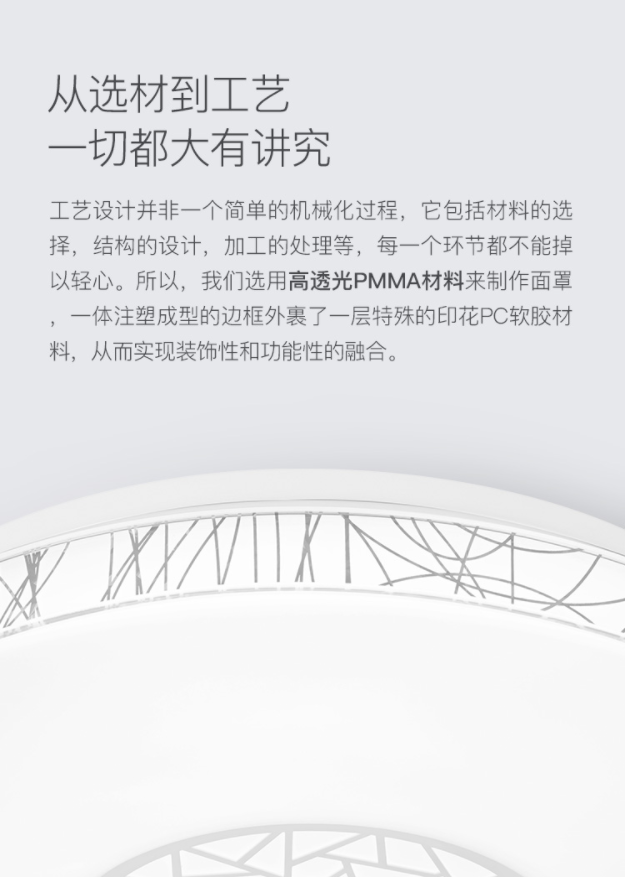 从选材到工艺
一切都大有讲究
工艺设计并非一个简单的机械化过程，它包括材料的选
择，结构的设计，加工的处理等，每一个环节都不能掉
以轻心。所以，我们选用高透光PMMA材料来制作面罩
，一体注塑成型的边框外裹了一层特殊的印花PC软胶材
料，从而实现装饰性和功能性的融合。